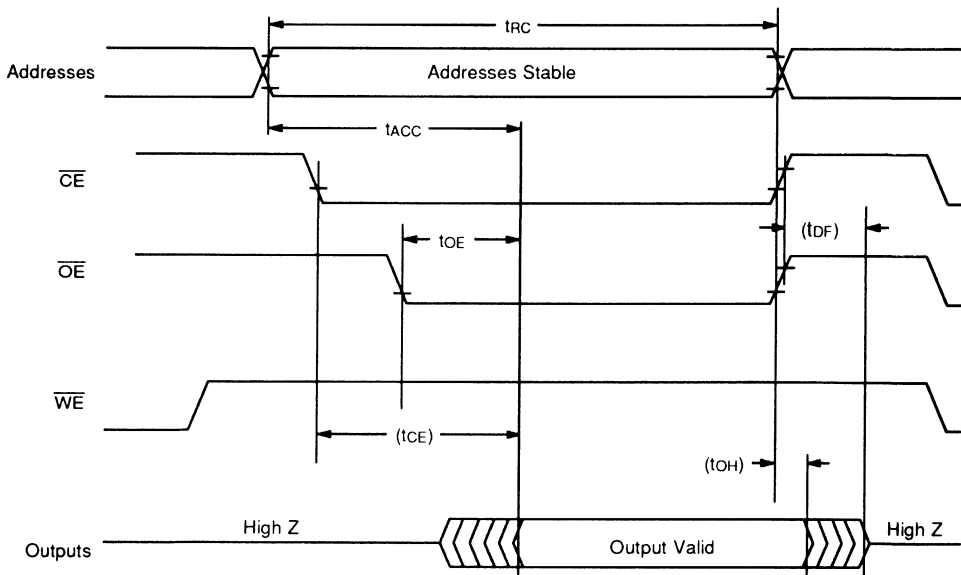 tRC
Addresses
Addresses Stable
tACC
CE
tOE
(tDF)
OE
WE
(tCE)
(tOH)
High Z
High Z
Outputs
Output Valid